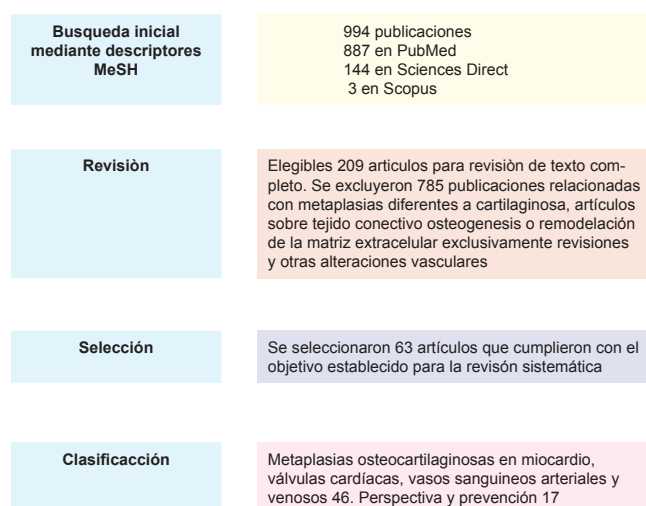 Busqueda inicial
mediante descriptores
MeSH
994 publicaciones
887 en PubMed
144 en Sciences Direct
3 en Scopus
Revisiòn
Elegibles 209 articulos para revisiòn de texto com-
pleto. Se excluyeron 785 publicaciones relacionadas
con metaplasias diferentes a cartilaginosa, artículos
sobre tejido conectivo osteogenesis o remodelación
de la matriz extracelular exclusivamente revisiones
y otras alteraciones vasculares
Selección
Se seleccionaron 63 artículos que cumplieron con el
objetivo establecido para la revisón sistemática
Clasificacción
Metaplasias osteocartilaginosas en miocardio,
válvulas cardíacas, vasos sanguineos arteriales y
venosos 46. Perspectiva y prevención 17